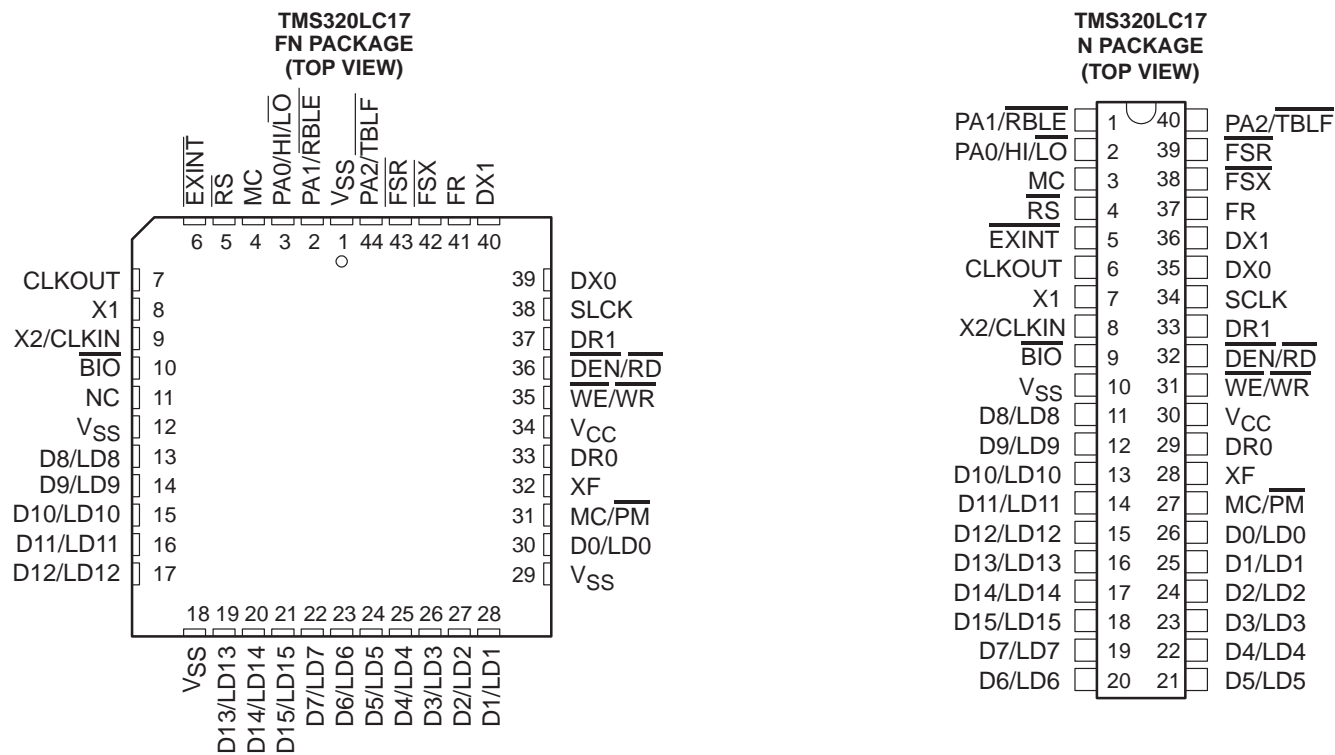 TMS320LC17
FN PACKAGE
(TOP VIEW)
EXINT
RS
MC
PA0/HI/LO
PA1/RBLE
VSS
PA2/TBLF
FSR
FSX
FR
DX1
6 5 4 3 2 1 44 43 42 41 40
CLKOUT 7
X1 8
X2/CLKIN 9
BIO 10
NC 11
VSS 12
D8/LD8 13
D9/LD9 14
D10/LD10 15
D11/LD11 16
D12/LD12 17
39 DX0
38 SLCK
37 DR1
36 DEN/RD
35 WE/WR
34 VCC
33 DR0
32 XF
31 MC/PM
30 D0/LD0
29 VSS
18 19 20 21 22 23 24 25 26 27 28
VSS
D13/LD13
D14/LD14
D15/LD15
D7/LD7
D6/LD6
D5/LD5
D4/LD4
D3/LD3
D2/LD2
D1/LD1
TMS320LC17
N PACKAGE
(TOP VIEW)
PA1/RBLE 1 40 PA2/TBLF
PA0/HI/LO 2 39 FSR
MC 3 38 FSX
RS 4 37 FR
EXINT 5 36 DX1
CLKOUT 6 35 DX0
X1 7 34 SCLK
X2/CLKIN 8 33 DR1
BIO 9 32 DEN/RD
VSS 10 31 WE/WR
D8/LD8 11 30 VCC
D9/LD9 12 29 DR0
D10/LD10 13 28 XF
D11/LD11 14 27 MC/PM
D12/LD12 15 26 D0/LD0
D13/LD13 16 25 D1/LD1
D14/LD14 17 24 D2/LD2
D15/LD15 18 23 D3/LD3
D7/LD7 19 22 D4/LD4
D6/LD6 20 21 D5/LD5